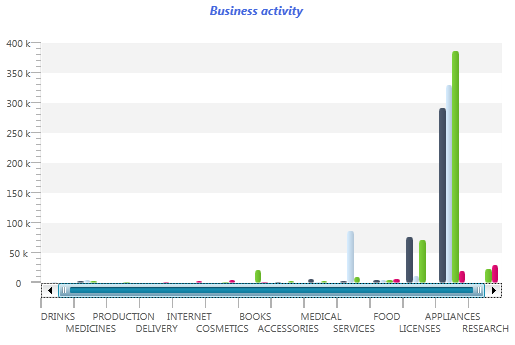 Business activity
400 k
350 k
300 k
250 k
200 k
150 k
100 k
50 k
0
DRINKS PRODUCTION INTERNET BOOKS MEDICAL FOOD APPLIANCES
MEDICINES DELIVERY COSMETICS ACCESSORIES SERVICES LICENSES RESEARCH